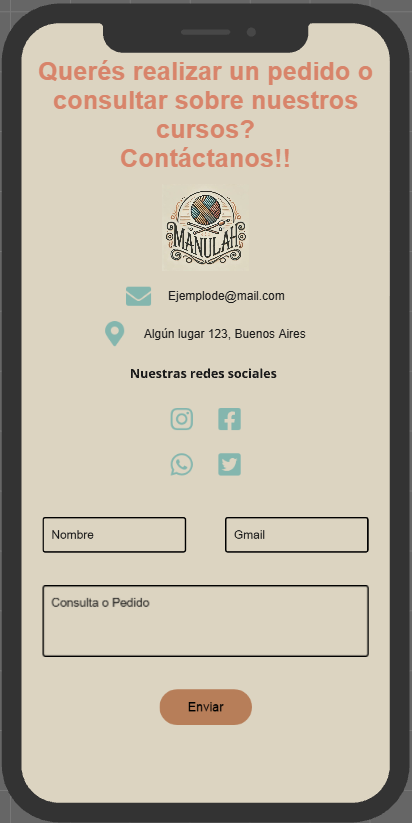 Querés realizar un pedido o
consultar sobre nuestros
cursos?
Contáctanos!!
MANULAH
Ejemplode@mail.com
Algún lugar 123, Buenos Aires
Nuestras redes sociales
Nombre
Gmail
Consulta o Pedido
Enviar